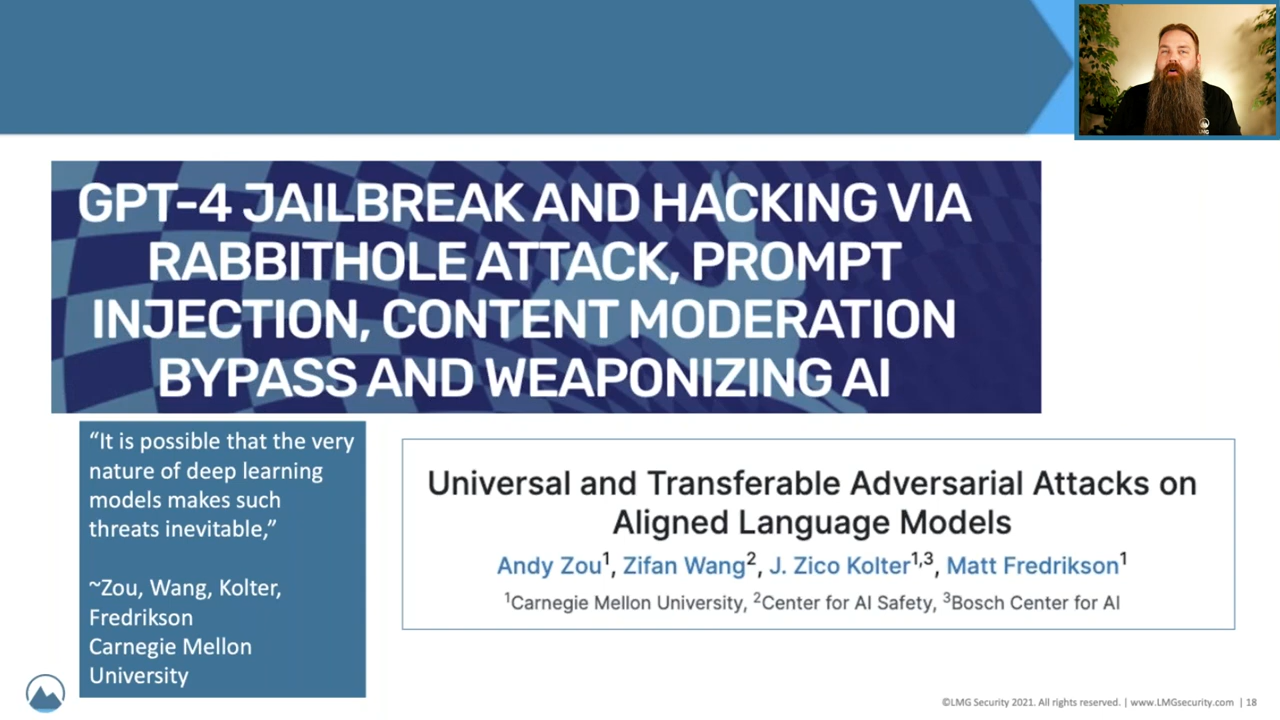 GPT-4 JAILBREAK AND HACKING VIA
RABBITHOLE ATTACK, PROMPT
INJECTION, CONTENT MODERATION
BYPASS AND WEAPONIZING AI
“It is possible that the very
nature of deep learning
models makes such
threats inevitable,”
~Zou, Wang, Kolter,
Fredrikson
Carnegie Mellon
University
Universal and Transferable Adversarial Attacks on
Aligned Language Models
Andy Zou¹, Zifan Wang², J. Zico Kolter¹,³, Matt Fredrikson¹
¹Carnegie Mellon University, ²Center for AI Safety, ³Bosch Center for AI
©LMG Security 2021. All rights reserved. | www.LMGsecurity.com | 18
LMG